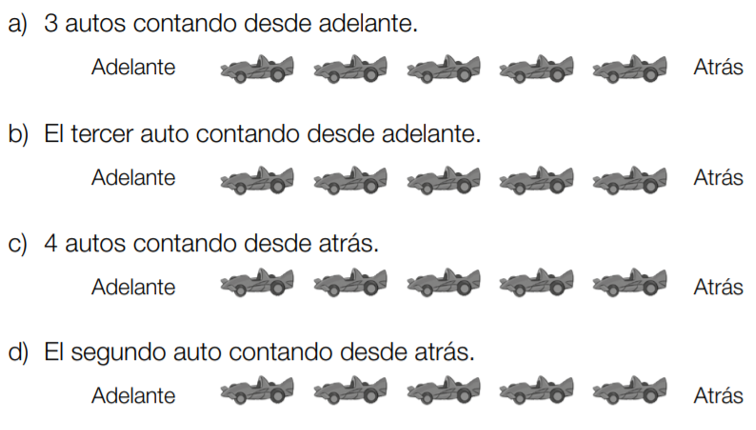 a) 3 autos contando desde adelante.
Adelante Atrás
b) El tercer auto contando desde adelante.
Adelante Atrás
c) 4 autos contando desde atrás.
Adelante Atrás
d) El segundo auto contando desde atrás.
Adelante Atrás